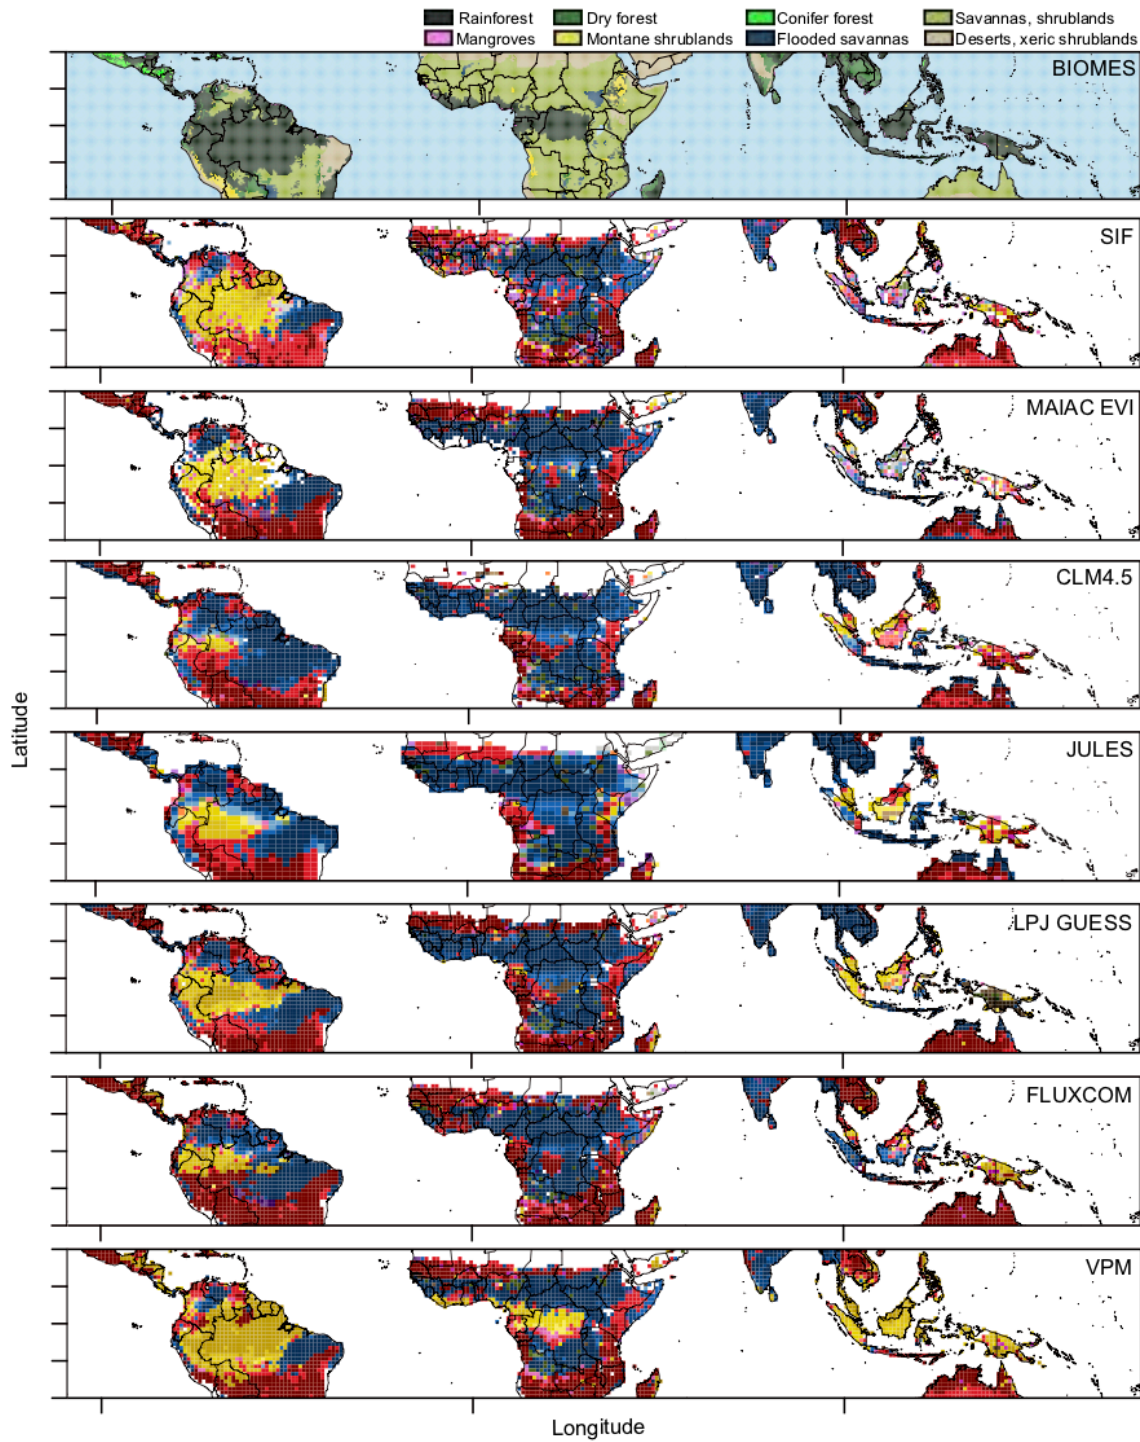 Rainforest Dry forest Conifer forest Savannas, shrublands
Mangroves Montane shrublands Flooded savannas Deserts, xeric shrublands
BIOMES
SIF
MAIAC EVI
CLM4.5
Latitude
JULES
LPJ GUESS
FLUXCOM
VPM
Longitude